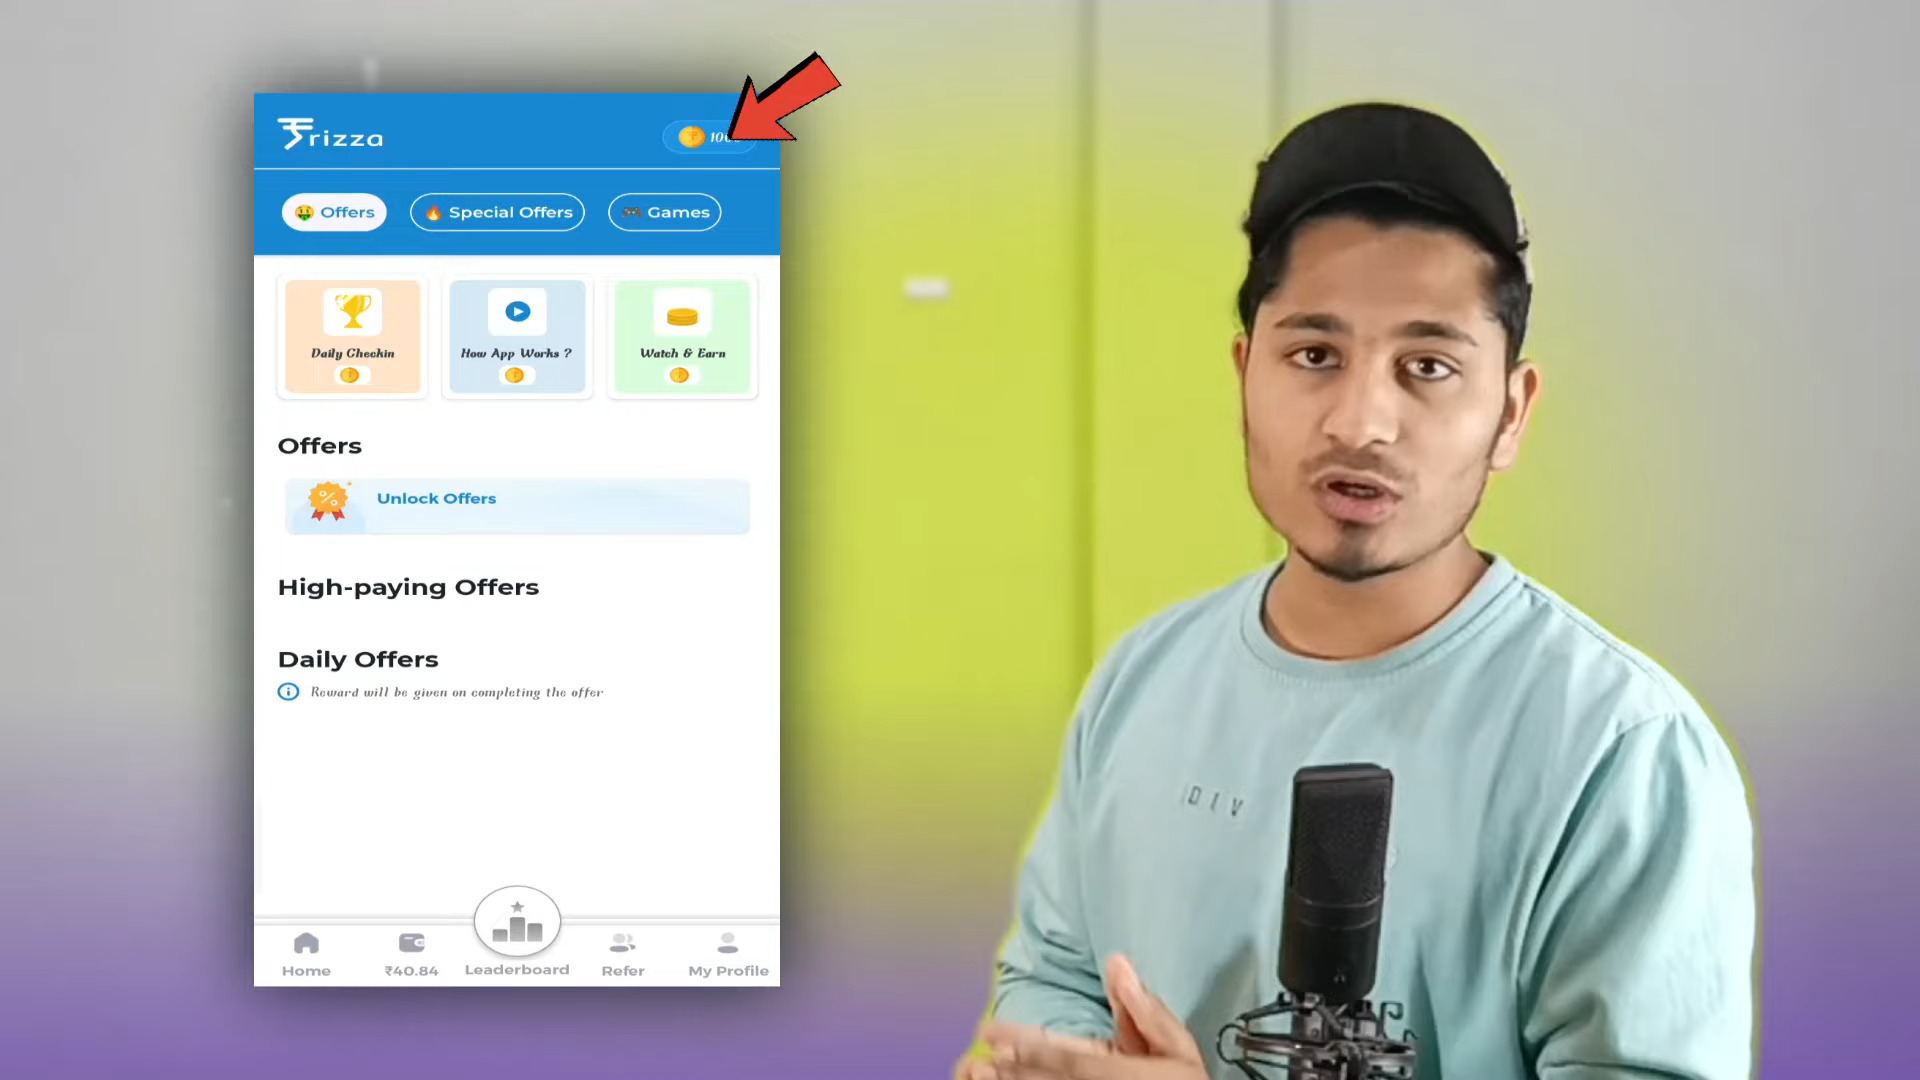 rizza
Offers
Special Offers
Games
Daily Checkin
How App Works ?
Watch & Earn
Offers
Unlock Offers
High-paying Offers
Daily Offers
Reward will be given on completing the offer
Home
₹40.84
Leaderboard
Refer
My Profile
DIV